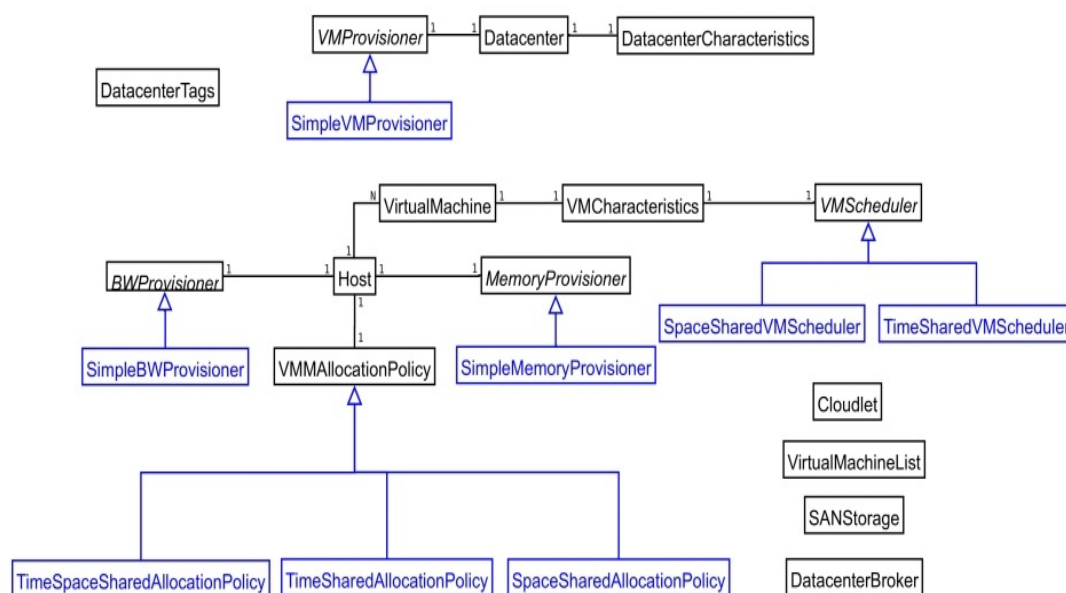 VMProvisioner 1 1 Datacenter 1 1 DatacenterCharacteristics
DatacenterTags
SimpleVMProvisioner
N VirtualMachine 1 1 VMCharacteristics 1 1 VMScheduler
1
BWProvisioner 1 1 Host 1 1 MemoryProvisioner
1
SpaceSharedVMScheduler TimeSharedVMScheduler
1
SimpleBWProvisioner VMMAllocationPolicy SimpleMemoryProvisioner
Cloudlet
VirtualMachineList
SANStorage
TimeSpaceSharedAllocationPolicy TimeSharedAllocationPolicy SpaceSharedAllocationPolicy DatacenterBroker